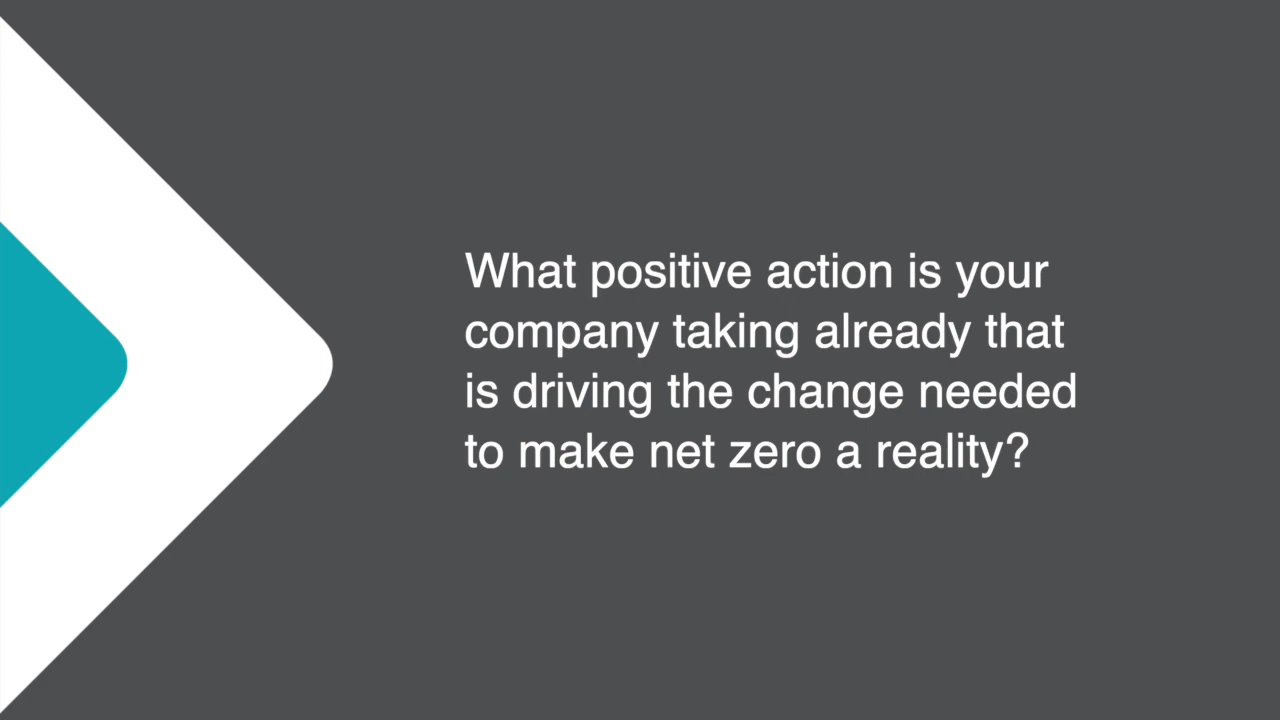 What positive action is your
company taking already that
is driving the change needed
to make net zero a reality?